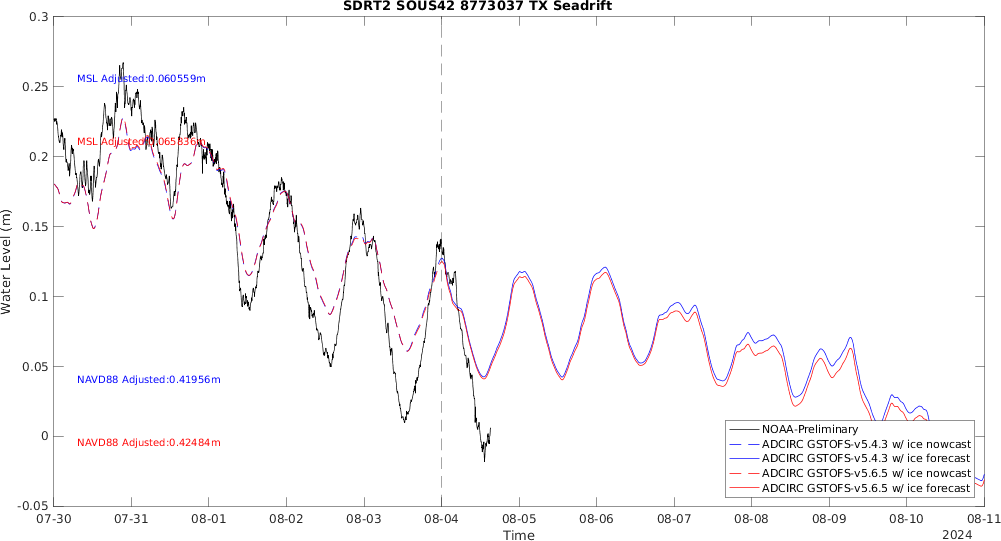 SDRT2 SOUS42 8773037 TX Seadrift
0.3
0.25
0.2
0.15
0.1
0.05
0
-0.05
Water Level (m)
MSL Adjusted:0.060559m
MSL Adjusted:0.065836m
NAVD88 Adjusted:0.41956m
NAVD88 Adjusted:0.42484m
NOAA-Preliminary
ADCIRC GSTOFS-v5.4.3 w/ ice nowcast
ADCIRC GSTOFS-v5.4.3 w/ ice forecast
ADCIRC GSTOFS-v5.6.5 w/ ice nowcast
ADCIRC GSTOFS-v5.6.5 w/ ice forecast
07-30 07-31 08-01 08-02 08-03 08-04 08-05 08-06 08-07 08-08 08-09 08-10 08-11
Time
2024